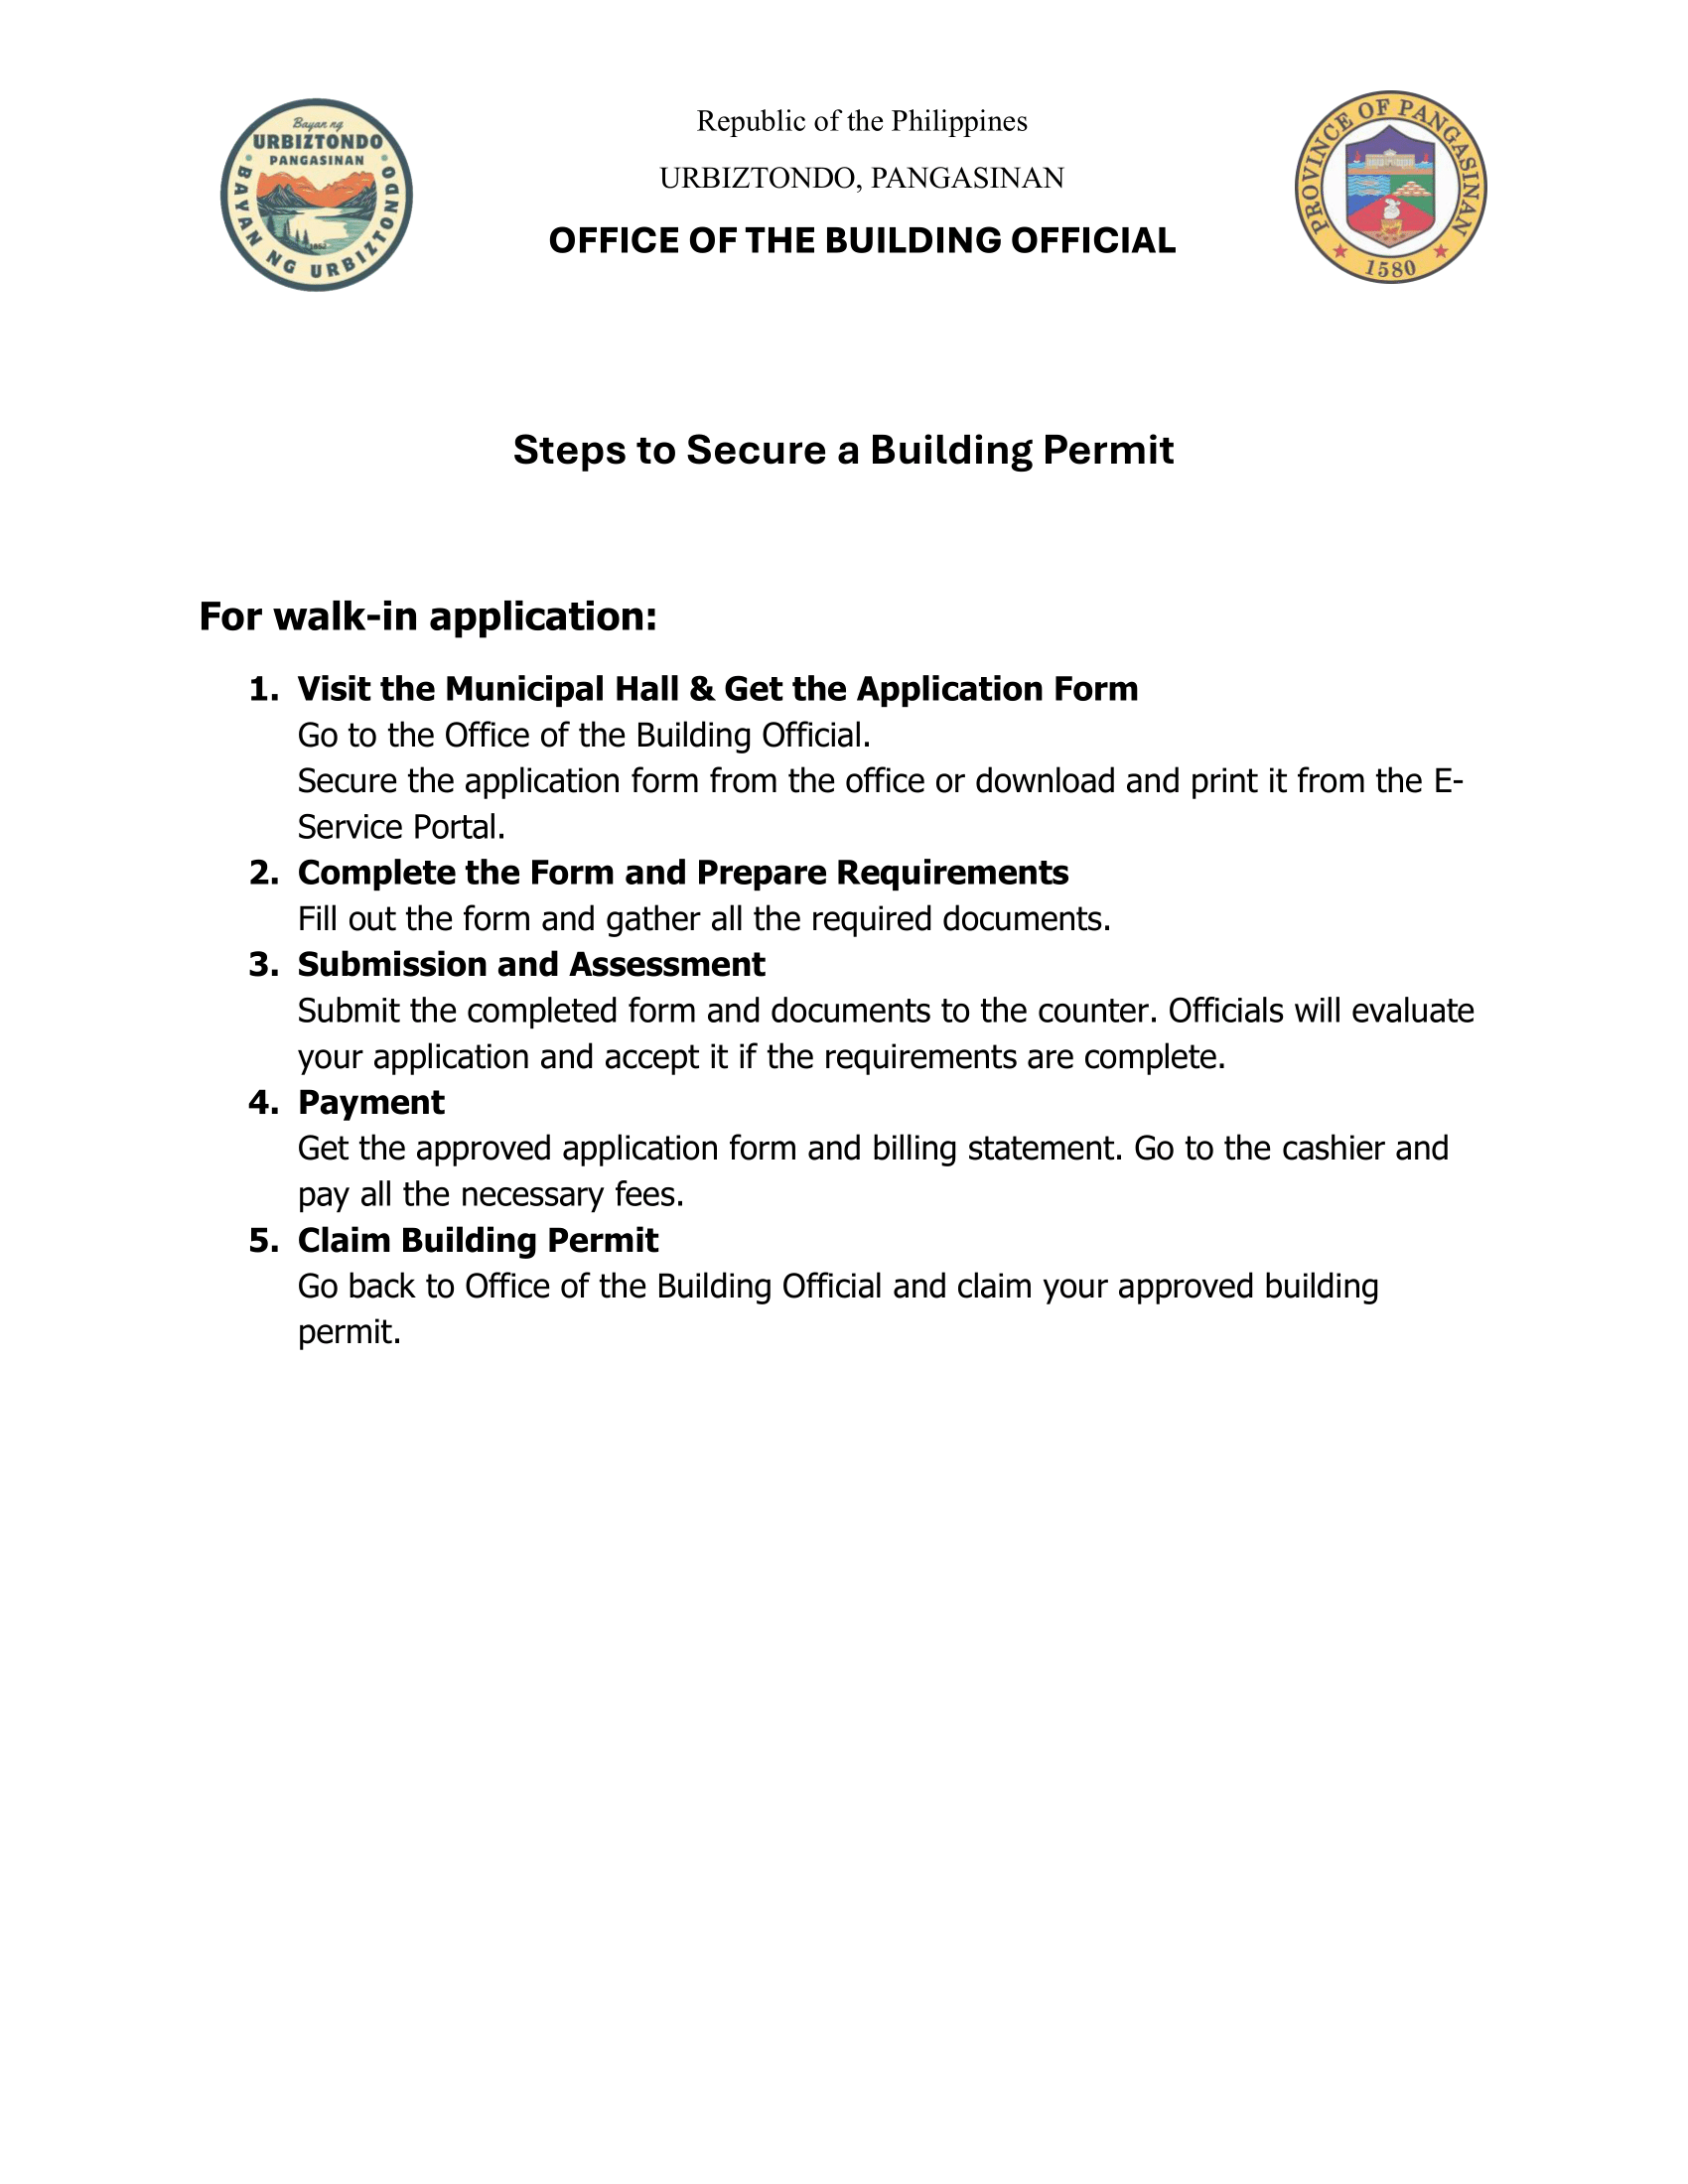 Bayan ng
URBIZTONDO
PANGASINAN
BAYAN NG URBIZTONDO
1852
Republic of the Philippines
URBIZTONDO, PANGASINAN
OFFICE OF THE BUILDING OFFICIAL
PROVINCE OF PANGASINAN
1580
Steps to Secure a Building Permit
For walk-in application:
1. Visit the Municipal Hall & Get the Application Form
Go to the Office of the Building Official.
Secure the application form from the office or download and print it from the E-
Service Portal.
2. Complete the Form and Prepare Requirements
Fill out the form and gather all the required documents.
3. Submission and Assessment
Submit the completed form and documents to the counter. Officials will evaluate
your application and accept it if the requirements are complete.
4. Payment
Get the approved application form and billing statement. Go to the cashier and
pay all the necessary fees.
5. Claim Building Permit
Go back to Office of the Building Official and claim your approved building
permit.